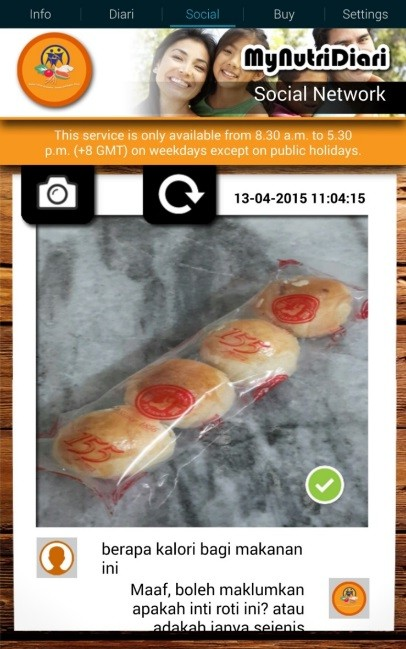 Info
Diari
Social
Buy
Settings
MyNutriDiari
Social Network
This service is only available from 8.30 a.m. to 5.30
p.m. (+8 GMT) on weekdays except on public holidays.
13-04-2015 11:04:15
berapa kalori bagi makanan
ini
Maaf, boleh maklumkan
apakah inti roti ini? atau
adakah ianya sejenis